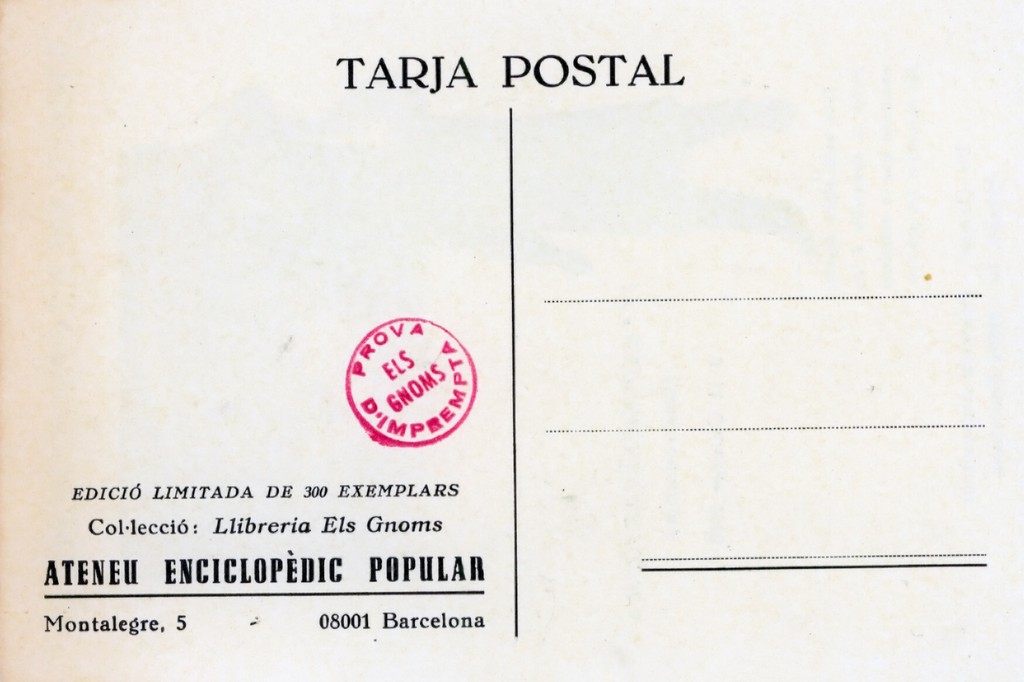 TARJA POSTAL
PROVA D'IMPREMPTA
ELS
GNOMS
EDICIÓ LIMITADA DE 300 EXEMPLARS
Col·lecció: Llibreria Els Gnoms
ATENEU ENCICLOPÈDIC POPULAR
Montalegre, 5 08001 Barcelona